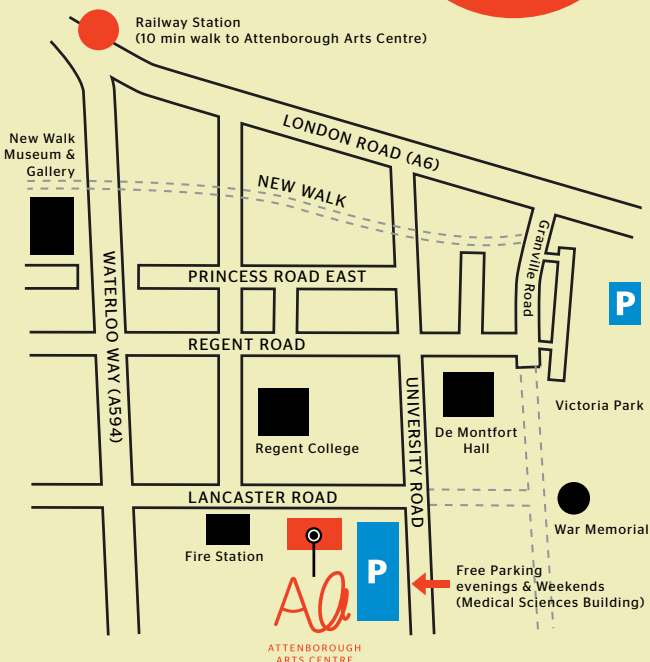 Railway Station
(10 min walk to Attenborough Arts Centre)
LONDON ROAD (A6)
New Walk
Museum &
Gallery
NEW WALK
Granville Road
WATERLOO WAY (A594)
PRINCESS ROAD EAST
P
REGENT ROAD
UNIVERSITY ROAD
Victoria Park
De Montfort
Hall
Regent College
LANCASTER ROAD
War Memorial
Fire Station
P
Free Parking
evenings & Weekends
(Medical Sciences Building)
Aa
ATTENBOROUGH
ARTS CENTRE